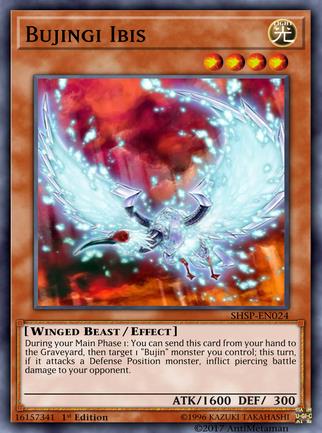 Bujingi Ibis
LIGHT
光
SHSP-EN024
[Winged Beast / Effect]
During your Main Phase 1: You can send this card from your hand to
the Graveyard, then target 1 "Bujin" monster you control; this turn,
if it attacks a Defense Position monster, inflict piercing battle
damage to your opponent.
ATK/1600 DEF/ 300
16157341 1st Edition ©1996 KAZUKI TAKAHASHI
©2017 AntiMetaman